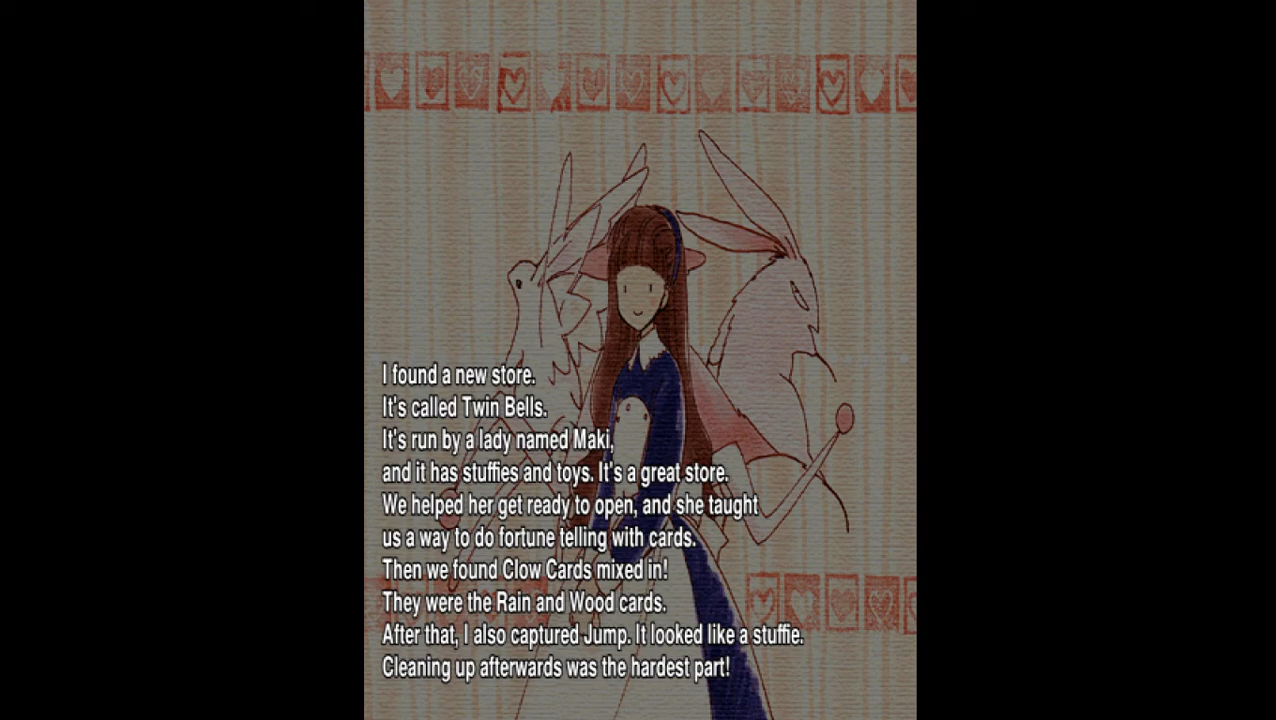 I found a new store.
It's called Twin Bells.
It's run by a lady named Maki,
and it has stuffies and toys. It's a great store.
We helped her get ready to open, and she taught
us a way to do fortune telling with cards.
Then we found Clow Cards mixed in!
They were the Rain and Wood cards.
After that, I also captured Jump. It looked like a stuffie.
Cleaning up afterwards was the hardest part!